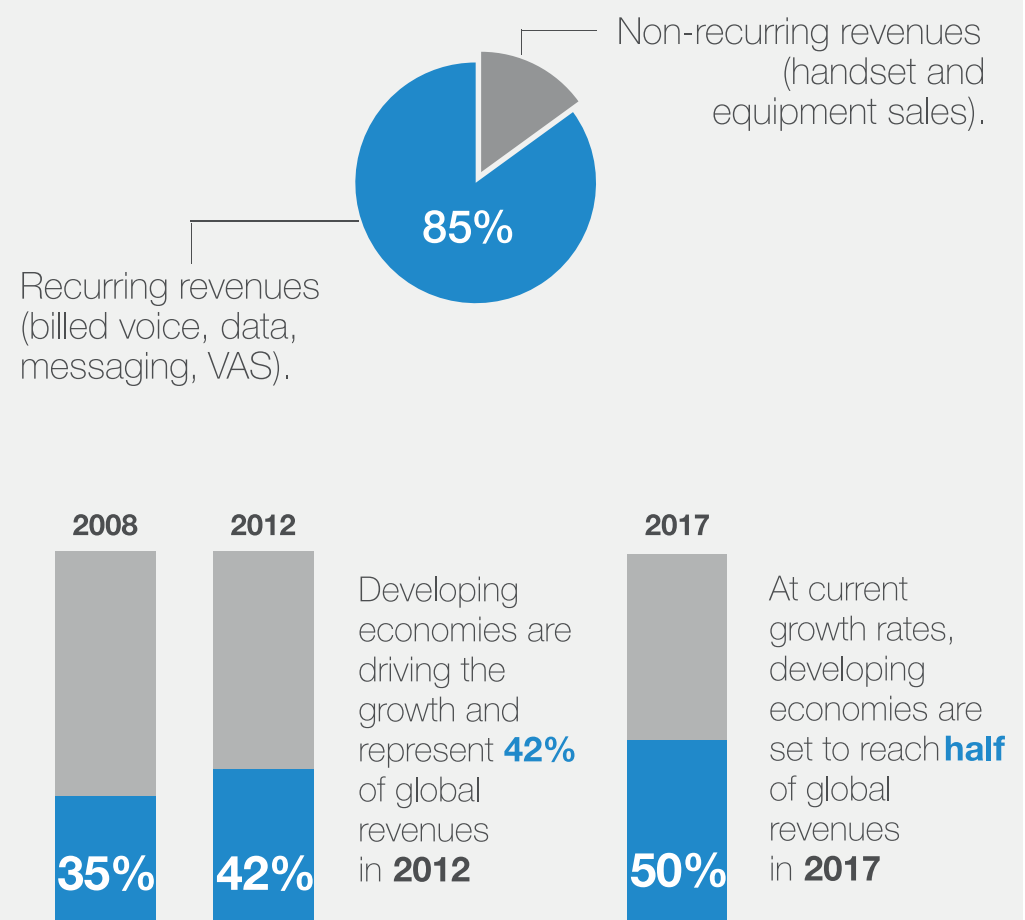 Non-recurring revenues
(handset and
equipment sales).
85%
Recurring revenues
(billed voice, data,
messaging, VAS).
2008
2012
2017
Developing
economies are
driving the
growth and
represent 42%
of global
revenues
in 2012
At current
growth rates,
developing
economies are
set to reach half
of global
revenues
in 2017
35%
42%
50%